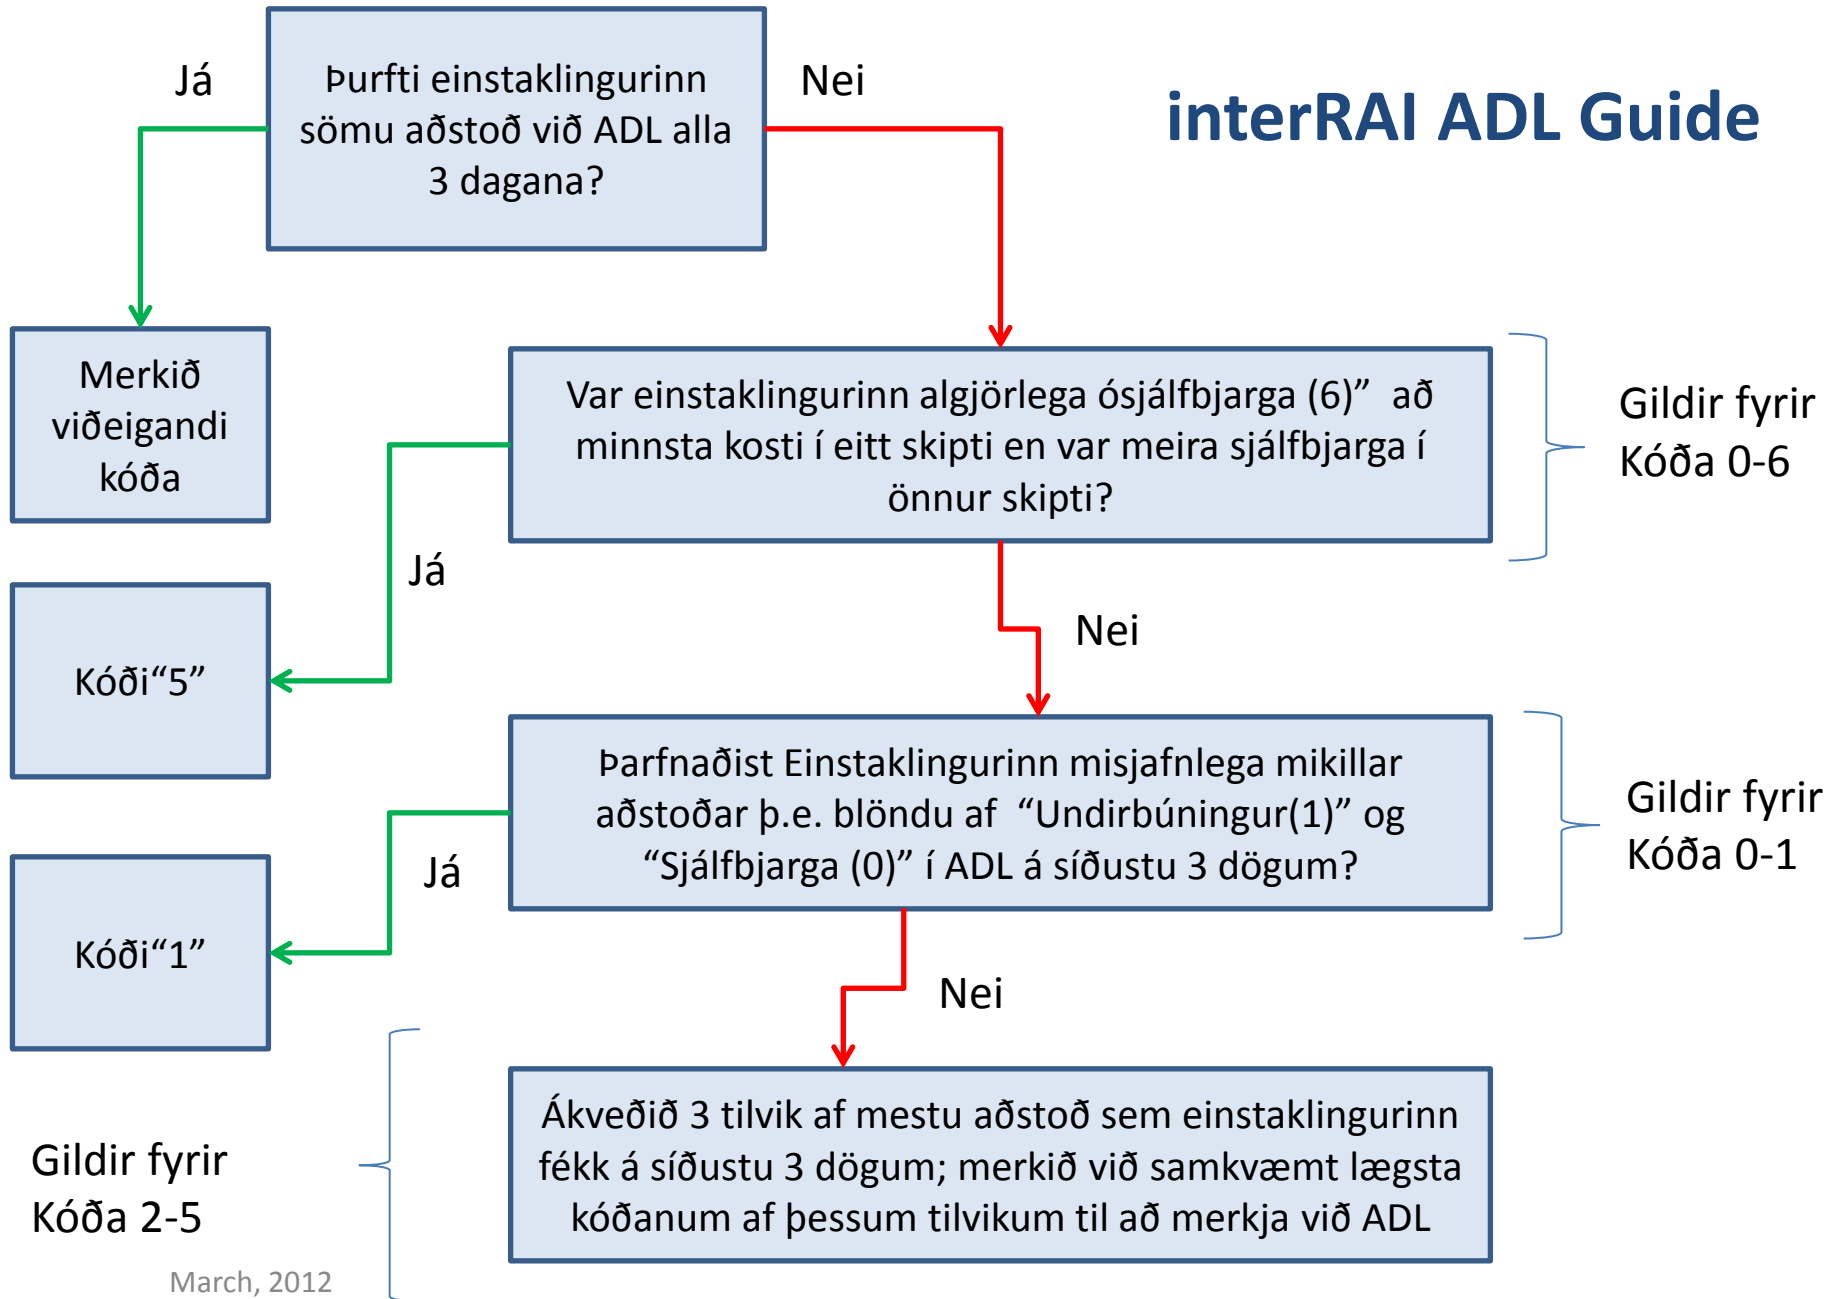 interRAI ADL Guide
Já
Þurfti einstaklingurinn
sömu aðstoð við ADL alla
3 dagana?
Nei
Merkið
viðeigandi
kóða
Var einstaklingurinn algjörlega ósjálfbjarga (6)” að
minnsta kosti í eitt skipti en var meira sjálfbjarga í
önnur skipti?
Gildir fyrir
Kóða 0-6
Já
Nei
Kóði“5”
Þarfnaðist Einstaklingurinn misjafnlega mikillar
aðstoðar þ.e. blöndu af “Undirbúningur(1)” og
“Sjálfbjarga (0)” í ADL á síðustu 3 dögum?
Gildir fyrir
Kóða 0-1
Já
Kóði“1”
Nei
Ákveðið 3 tilvik af mestu aðstoð sem einstaklingurinn
fékk á síðustu 3 dögum; merkið við samkvæmt lægsta
kóðanum af þessum tilvikum til að merkja við ADL
Gildir fyrir
Kóða 2-5
March, 2012